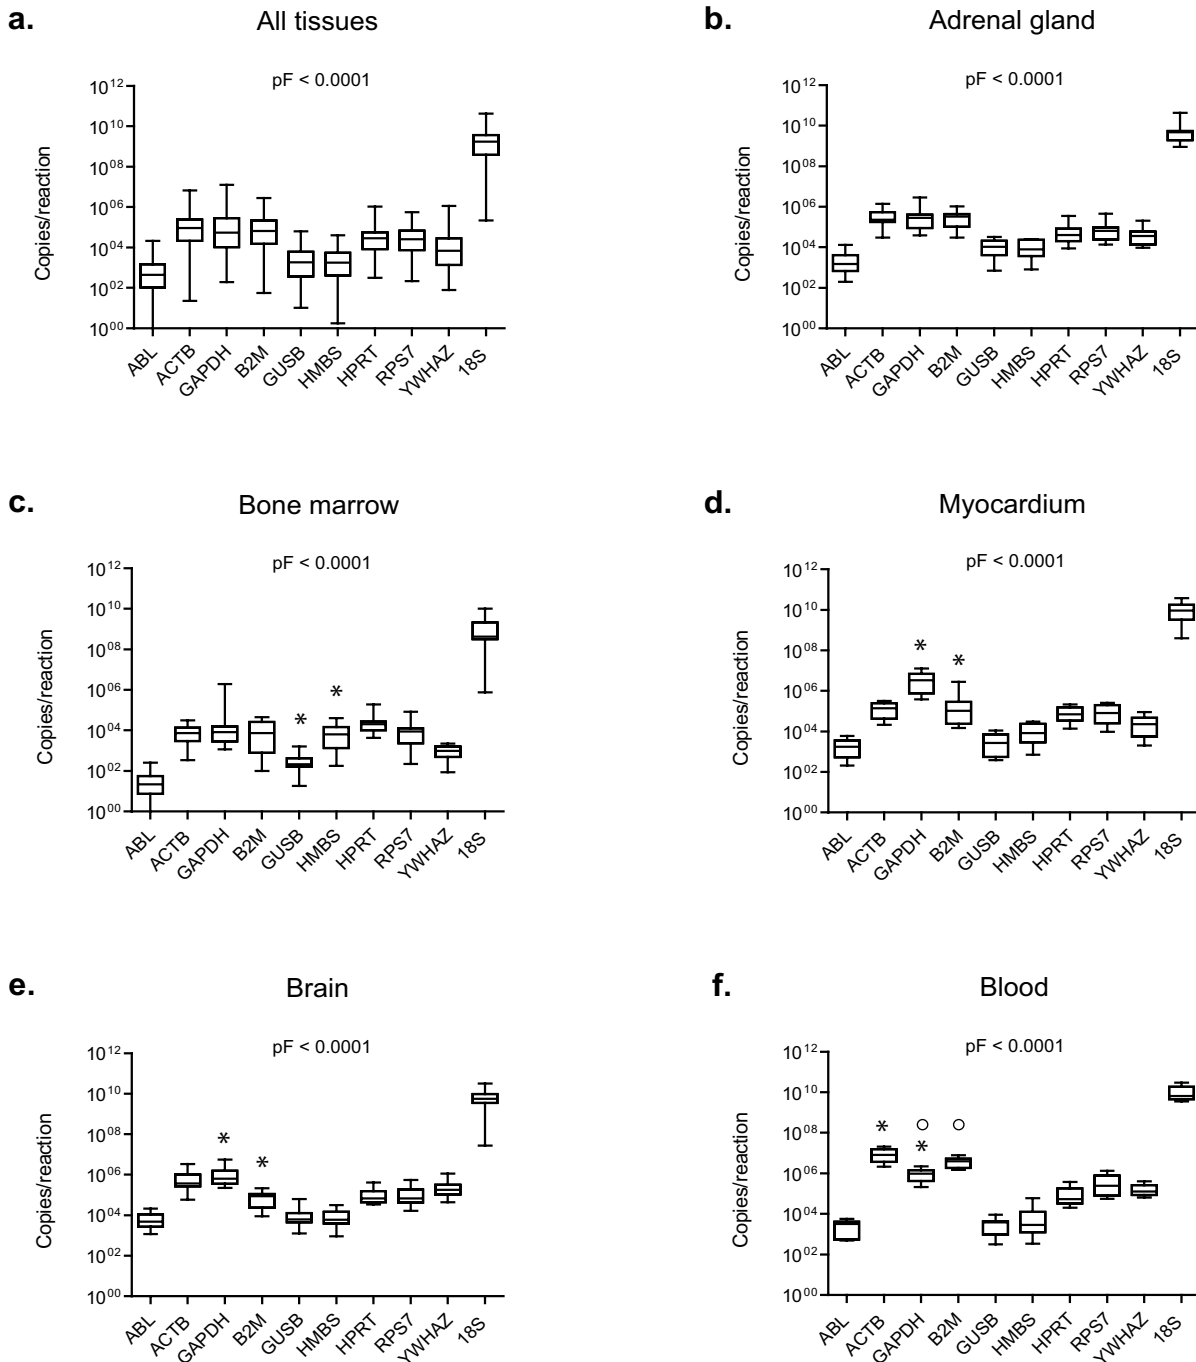 a.
All tissues
pF < 0.0001
Copies/reaction
10^12
10^10
10^08
10^06
10^04
10^02
10^00
ABL
ACTB
GAPDH
B2M
GUSB
HMBS
HPRT
RPS7
YWHAZ
18S
b.
Adrenal gland
pF < 0.0001
Copies/reaction
10^12
10^10
10^08
10^06
10^04
10^02
10^00
ABL
ACTB
GAPDH
B2M
GUSB
HMBS
HPRT
RPS7
YWHAZ
18S
c.
Bone marrow
pF < 0.0001
Copies/reaction
10^12
10^10
10^08
10^06
10^04
10^02
10^00
*
*
ABL
ACTB
GAPDH
B2M
GUSB
HMBS
HPRT
RPS7
YWHAZ
18S
d.
Myocardium
pF < 0.0001
Copies/reaction
10^12
10^10
10^08
10^06
10^04
10^02
10^00
*
*
ABL
ACTB
GAPDH
B2M
GUSB
HMBS
HPRT
RPS7
YWHAZ
18S
e.
Brain
pF < 0.0001
Copies/reaction
10^12
10^10
10^08
10^06
10^04
10^02
10^00
*
*
ABL
ACTB
GAPDH
B2M
GUSB
HMBS
HPRT
RPS7
YWHAZ
18S
f.
Blood
pF < 0.0001
Copies/reaction
10^12
10^10
10^08
10^06
10^04
10^02
10^00
*
○
*
○
ABL
ACTB
GAPDH
B2M
GUSB
HMBS
HPRT
RPS7
YWHAZ
18S